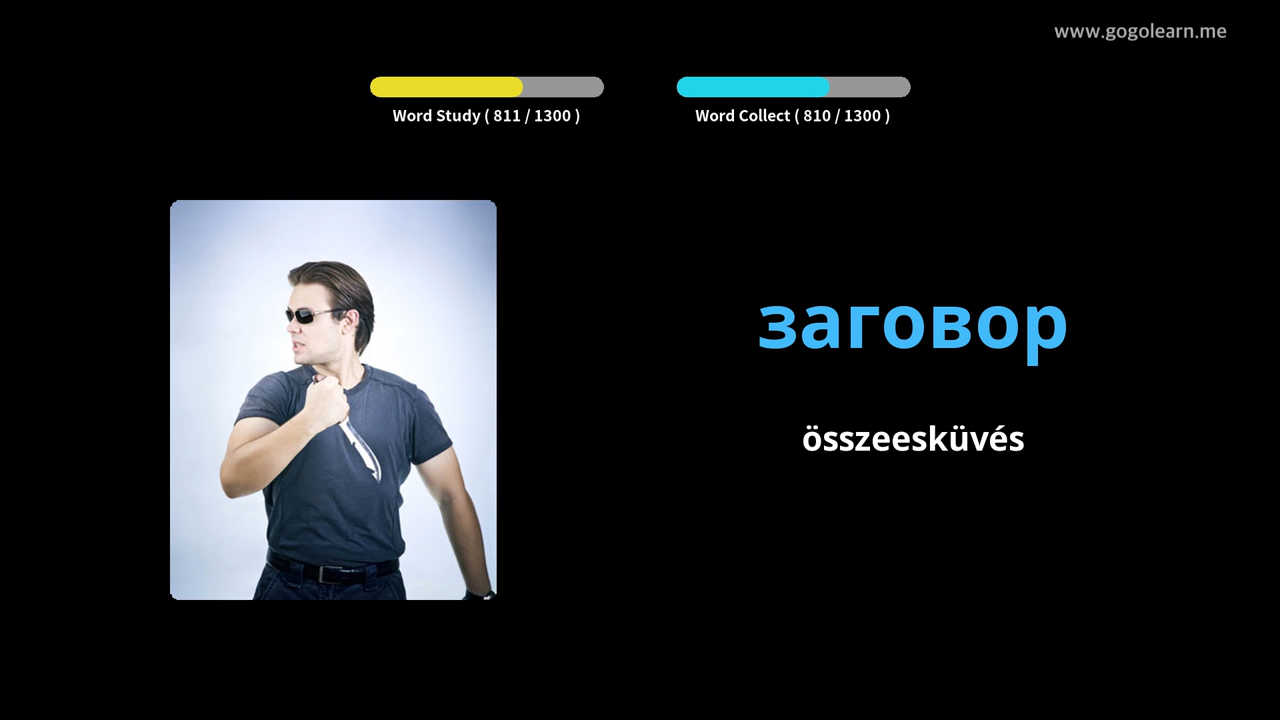 www.gogolearn.me
Word Study ( 811 / 1300 )
Word Collect ( 810 / 1300 )
заговор
összeesküvés